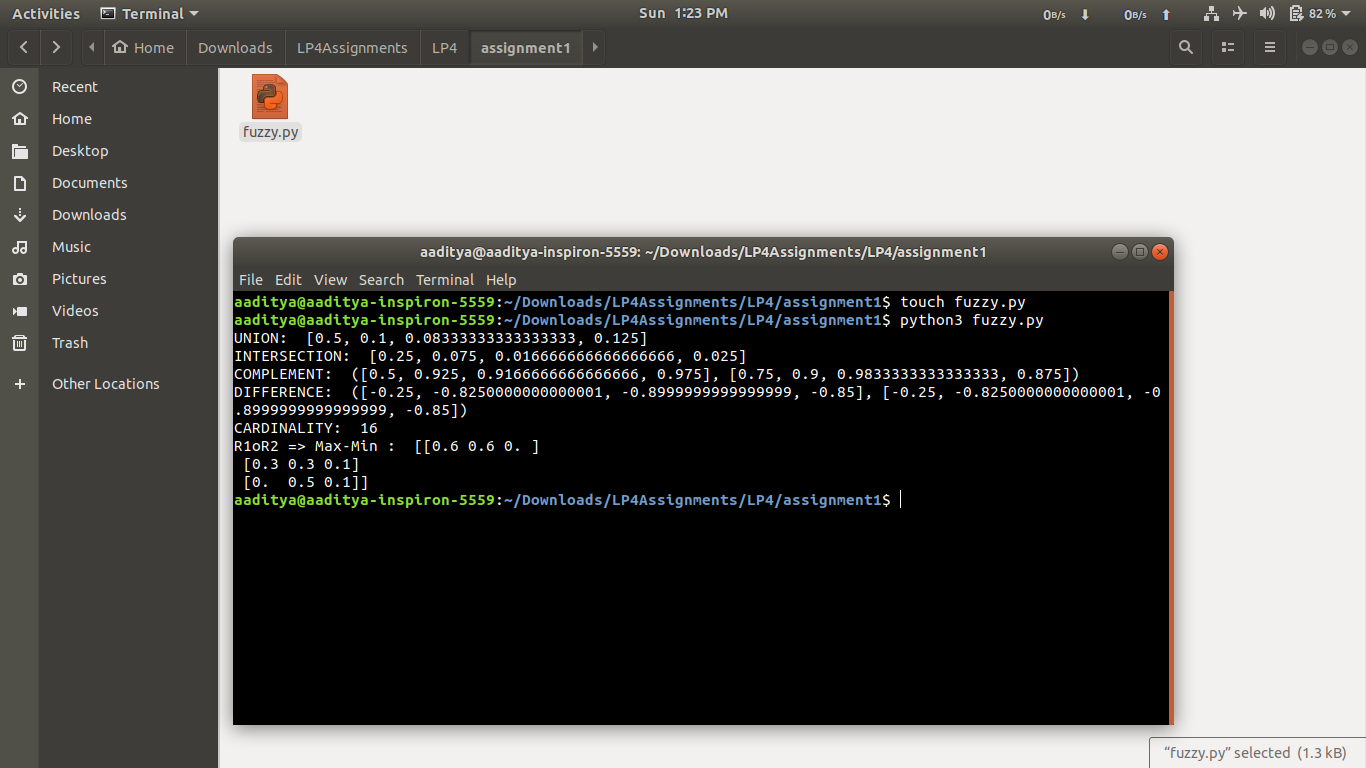 Activities Terminal Sun 1:23 PM 0B/s 0B/s 82%
Home Downloads LP4Assignments LP4 assignment1
Recent
Home
Desktop
Documents
Downloads
Music
Pictures
Videos
Trash
Other Locations
fuzzy.py
aaditya@aaditya-inspiron-5559: ~/Downloads/LP4Assignments/LP4/assignment1
File Edit View Search Terminal Help
aaditya@aaditya-inspiron-5559:~/Downloads/LP4Assignments/LP4/assignment1$ touch fuzzy.py
aaditya@aaditya-inspiron-5559:~/Downloads/LP4Assignments/LP4/assignment1$ python3 fuzzy.py
UNION:  [0.5, 0.1, 0.08333333333333333, 0.125]
INTERSECTION:  [0.25, 0.075, 0.016666666666666666, 0.025]
COMPLEMENT:  ([0.5, 0.925, 0.9166666666666666, 0.975], [0.75, 0.9, 0.9833333333333333, 0.875])
DIFFERENCE:  ([-0.25, -0.8250000000000001, -0.8999999999999999, -0.85], [-0.25, -0.8250000000000001, -0
.8999999999999999, -0.85])
CARDINALITY:  16
R1oR2 => Max-Min :  [[0.6 0.6 0. ]
 [0.3 0.3 0.1]
 [0.  0.5 0.1]]
aaditya@aaditya-inspiron-5559:~/Downloads/LP4Assignments/LP4/assignment1$
“fuzzy.py” selected (1.3 kB)